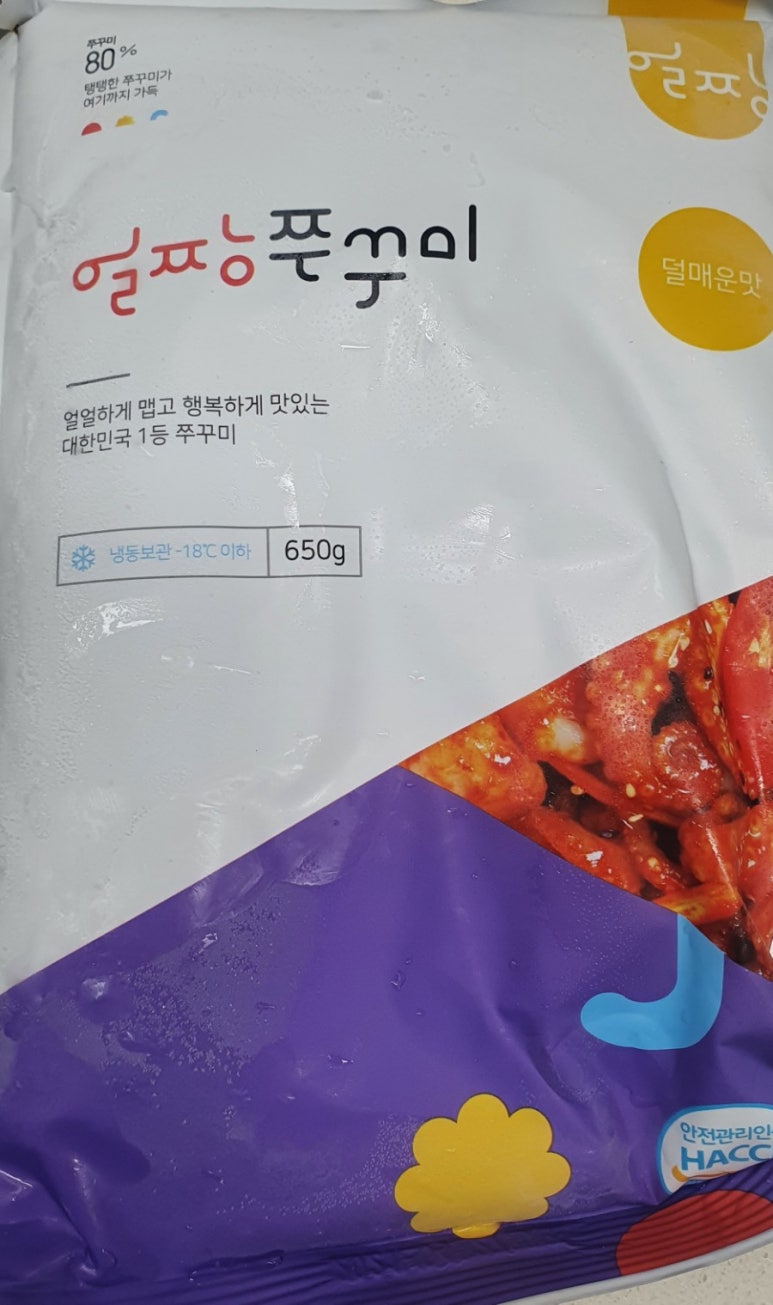 쭈꾸미
80%
탱탱한 쭈꾸미가
여기까지 가득
얼짱
얼짱쭈꾸미
덜매운맛
얼얼하게 맵고 행복하게 맛있는
대한민국 1등 쭈꾸미
냉동보관 -18℃ 이하 650g
안전관리인
HACC